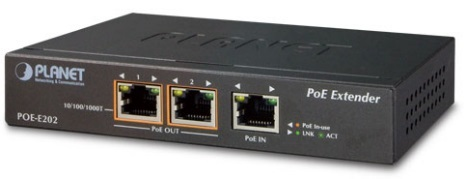 PLANET
PLANET
Networking & Communication
PoE Extender
1 2
10/100/1000T
POE-E202
PoE OUT
PoE IN
PoE In-use
LNK ACT